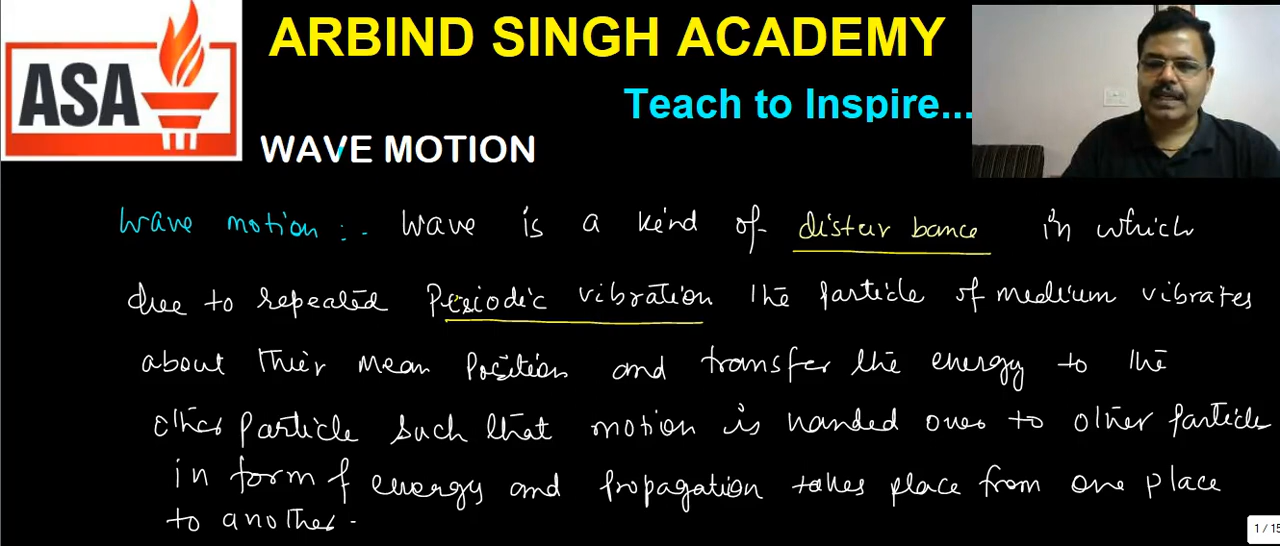 ASA
ARBIND SINGH ACADEMY
Teach to Inspire...
WAVE MOTION
Wave motion :- Wave is a kind of disturbance in which
due to repeated Periodic vibration the particle of medium vibrates
about their mean Position and transfer the energy to the
other particle such that motion is handed over to other particle
in form of energy and propagation takes place from one place
to another.
1 / 15